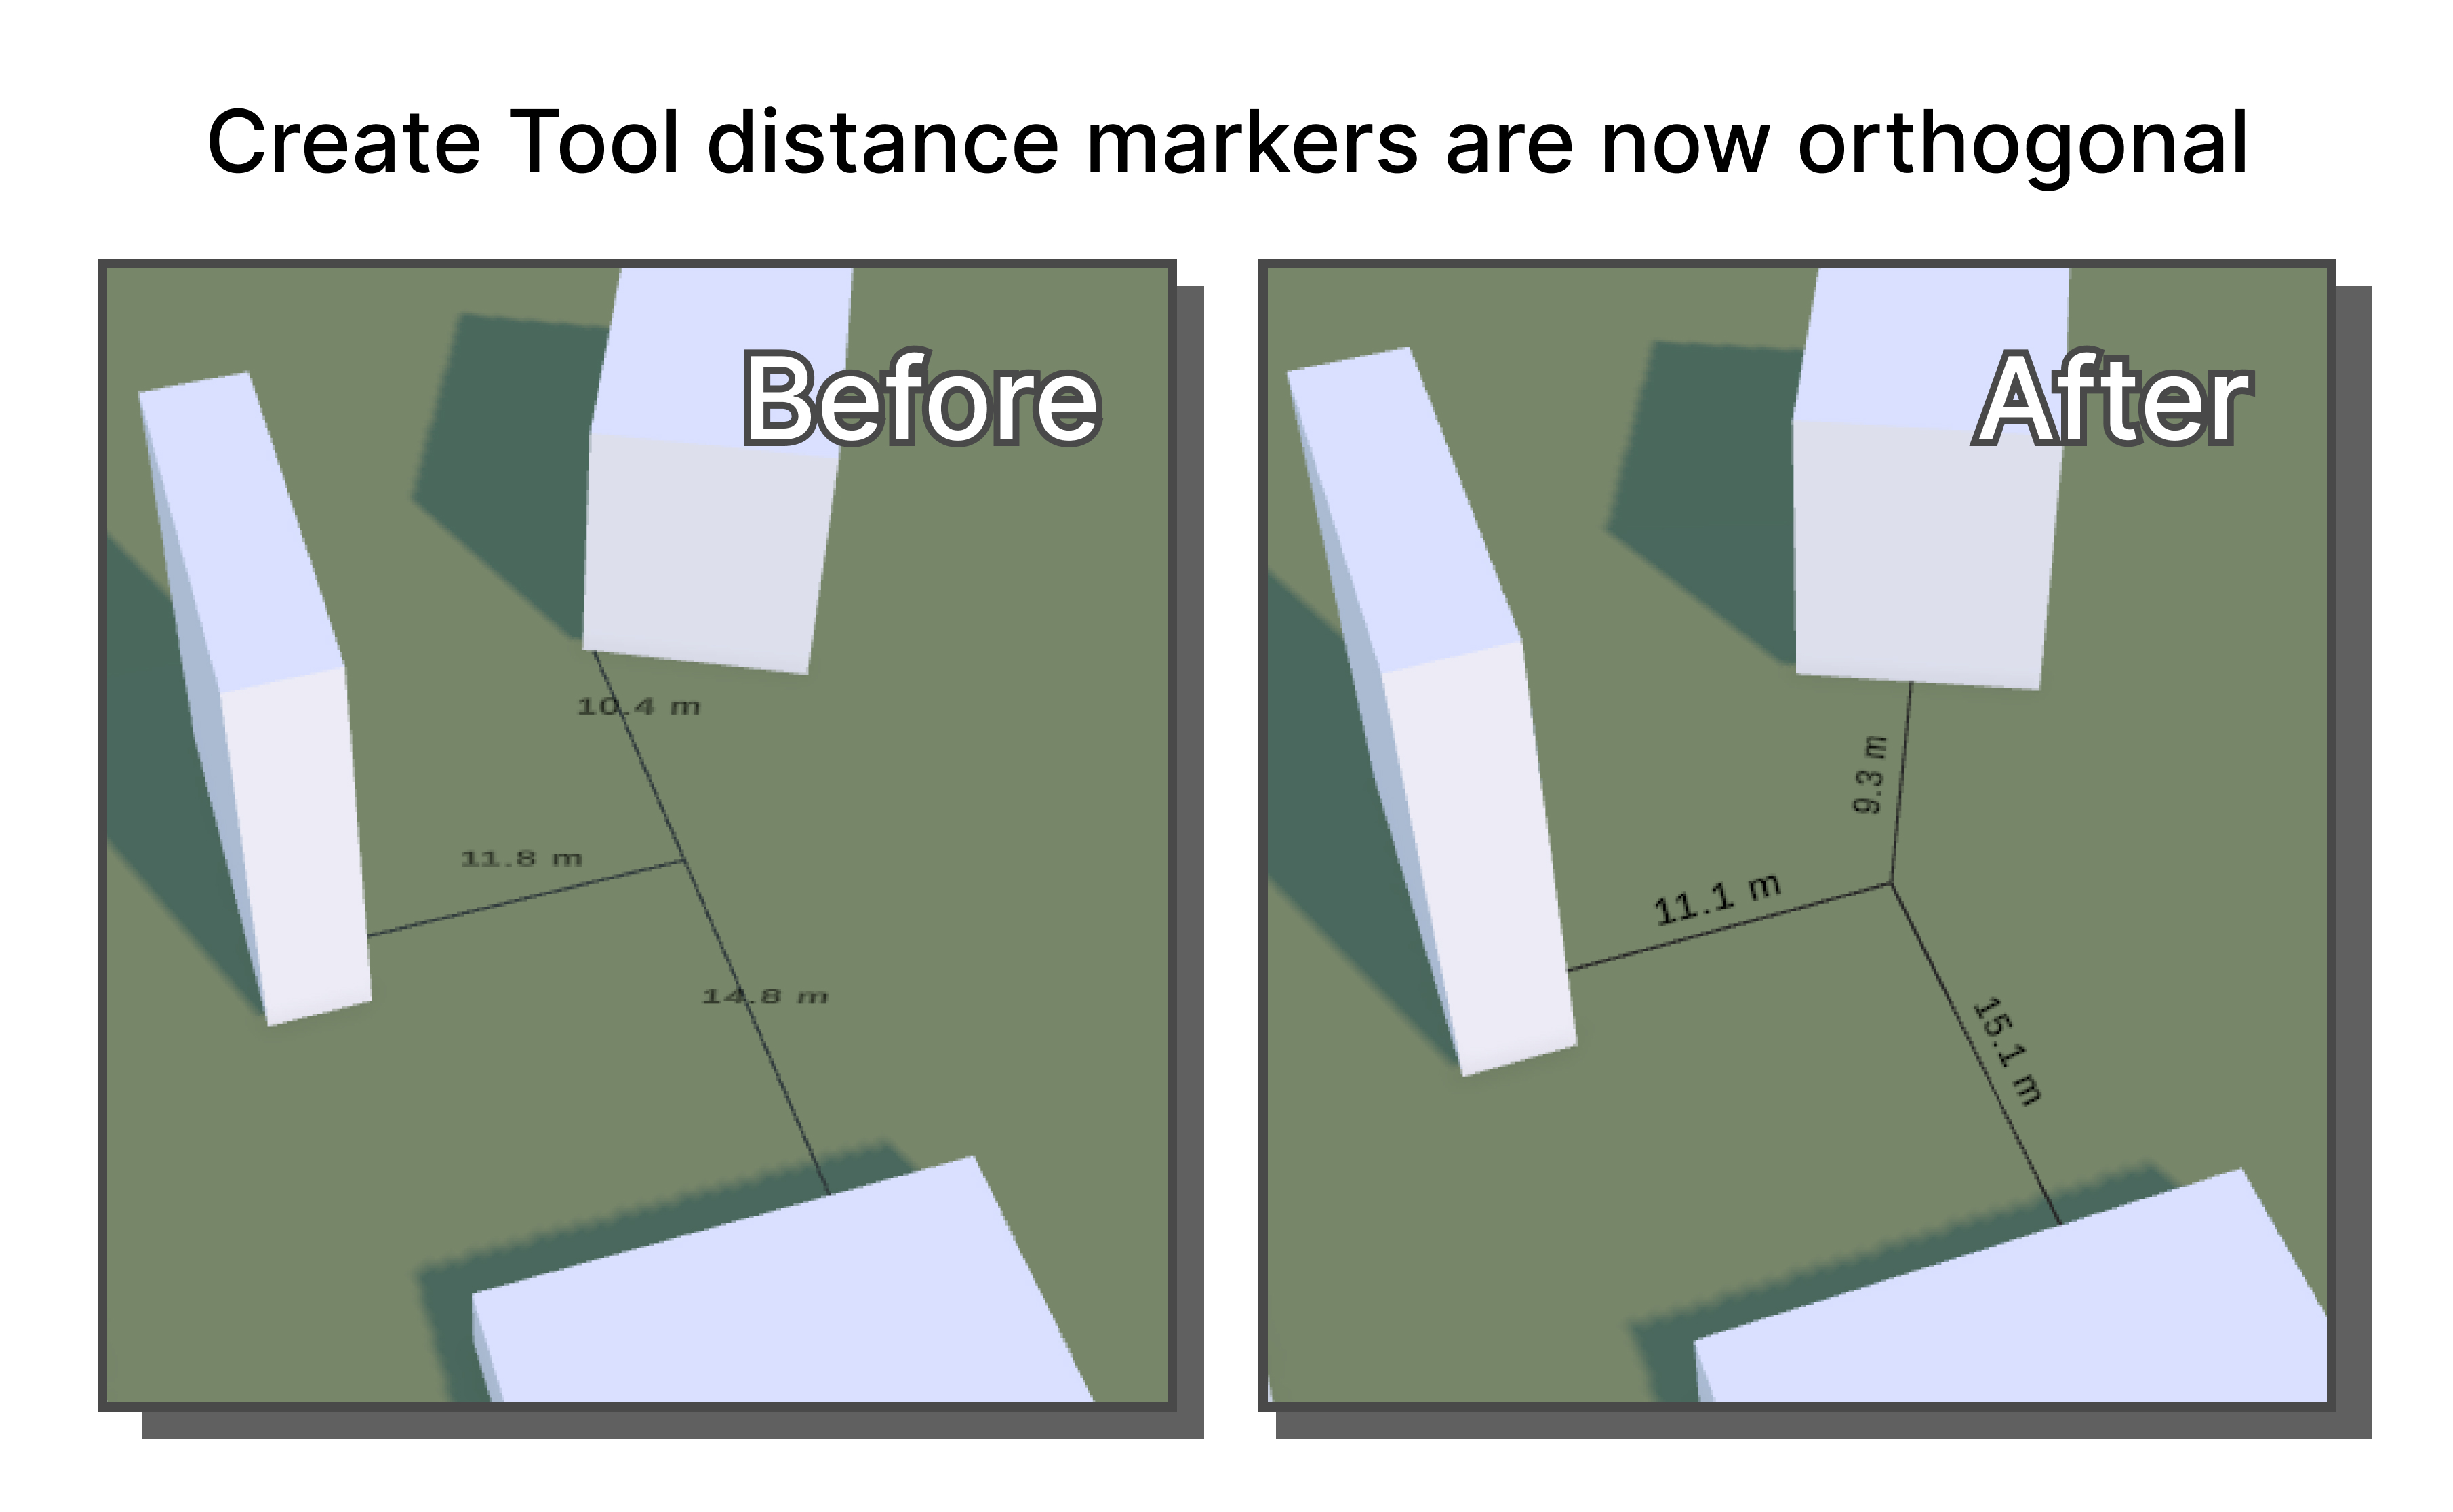 Create Tool distance markers are now orthogonal
Before
10.4 m
11.8 m
14.8 m
After
9.3 m
11.1 m
15.1 m